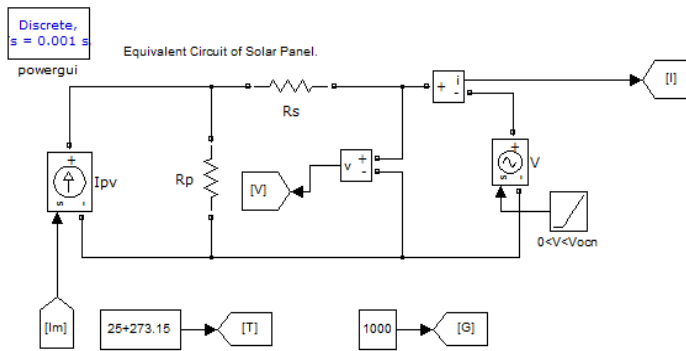 Discrete,
s = 0.001 s
powergui
Equivalent Circuit of Solar Panel.
+ i -
[I]
Rs
+
Ipv
s -
Rp
v + -
[V]
+
V
s -
0<V<Vocn
[Im]
25+273.15
[T]
1000
[G]